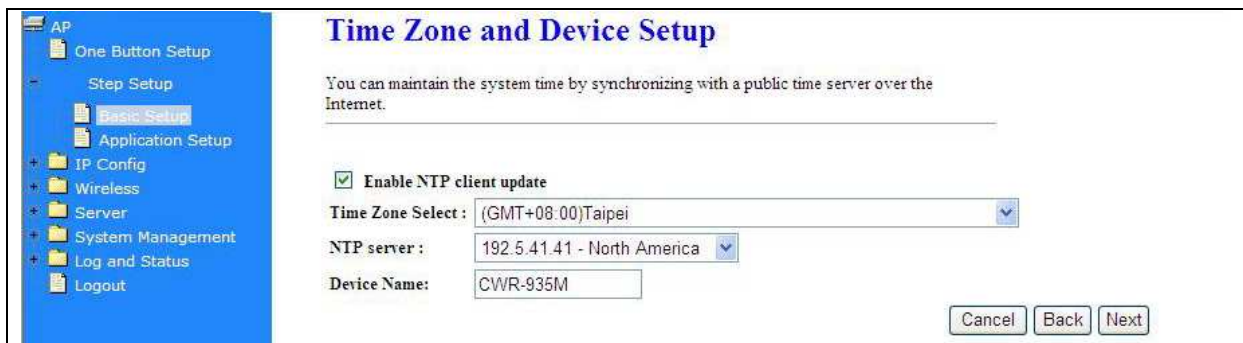 AP
One Button Setup
Step Setup
Basic Setup
Application Setup
IP Config
Wireless
Server
System Management
Log and Status
Logout
Time Zone and Device Setup
You can maintain the system time by synchronizing with a public time server over the
Internet.
Enable NTP client update
Time Zone Select : (GMT+08:00)Taipei
NTP server : 192.5.41.41 - North America
Device Name: CWR-935M
Cancel Back Next